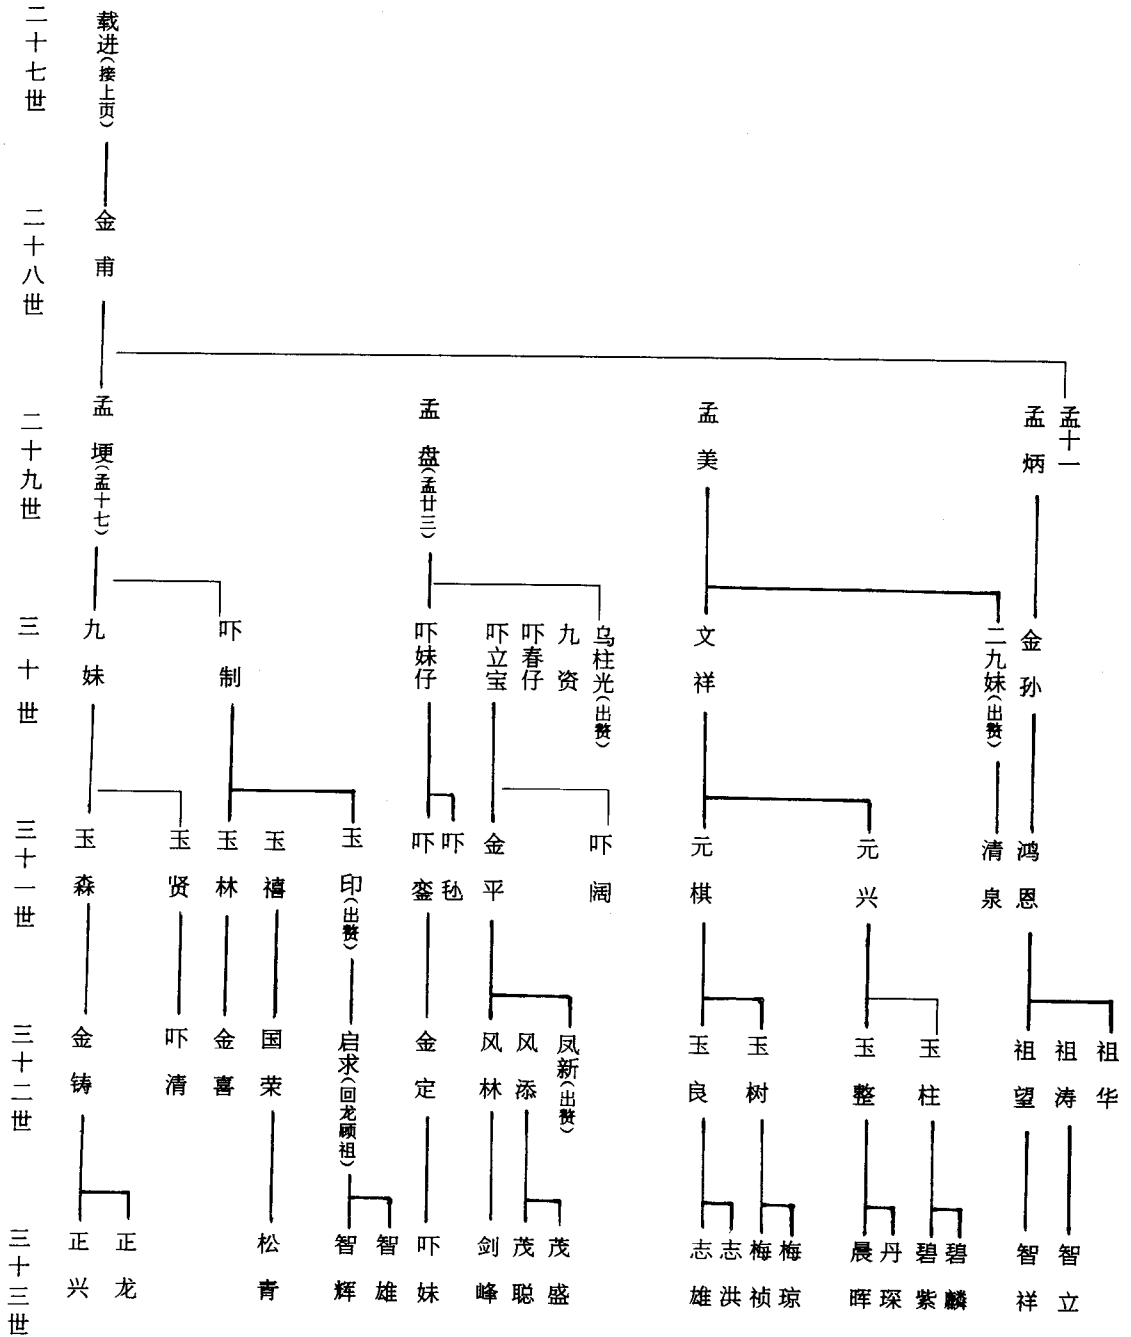 二十七世
载进(接上页)
二十八世
金甫
二十九世
孟埂(孟十七)
孟盘(孟廿三)
孟美
孟炳
孟十一
三十世
九妹
吓制
吓妹仔
吓立宝
吓春仔
九资
乌柱光(出赘)
文祥
二九妹(出赘)
金孙
三十一世
玉森
玉贤
玉林
玉禧
玉印(出赘)
吓銮
吓毡
金平
吓阔
元棋
元兴
清泉
鸿恩
三十二世
金铸
吓清
金喜
国荣
启求(回龙顾祖)
金定
风林
风添
凤新(出赘)
玉良
玉树
玉整
玉柱
祖望
祖涛
祖华
三十三世
正兴
正龙
松青
智辉
智雄
吓妹
剑峰
茂聪
茂盛
志雄
志洪
梅祯
梅琼
晨晖
丹琛
碧紫
碧麟
智祥
智立